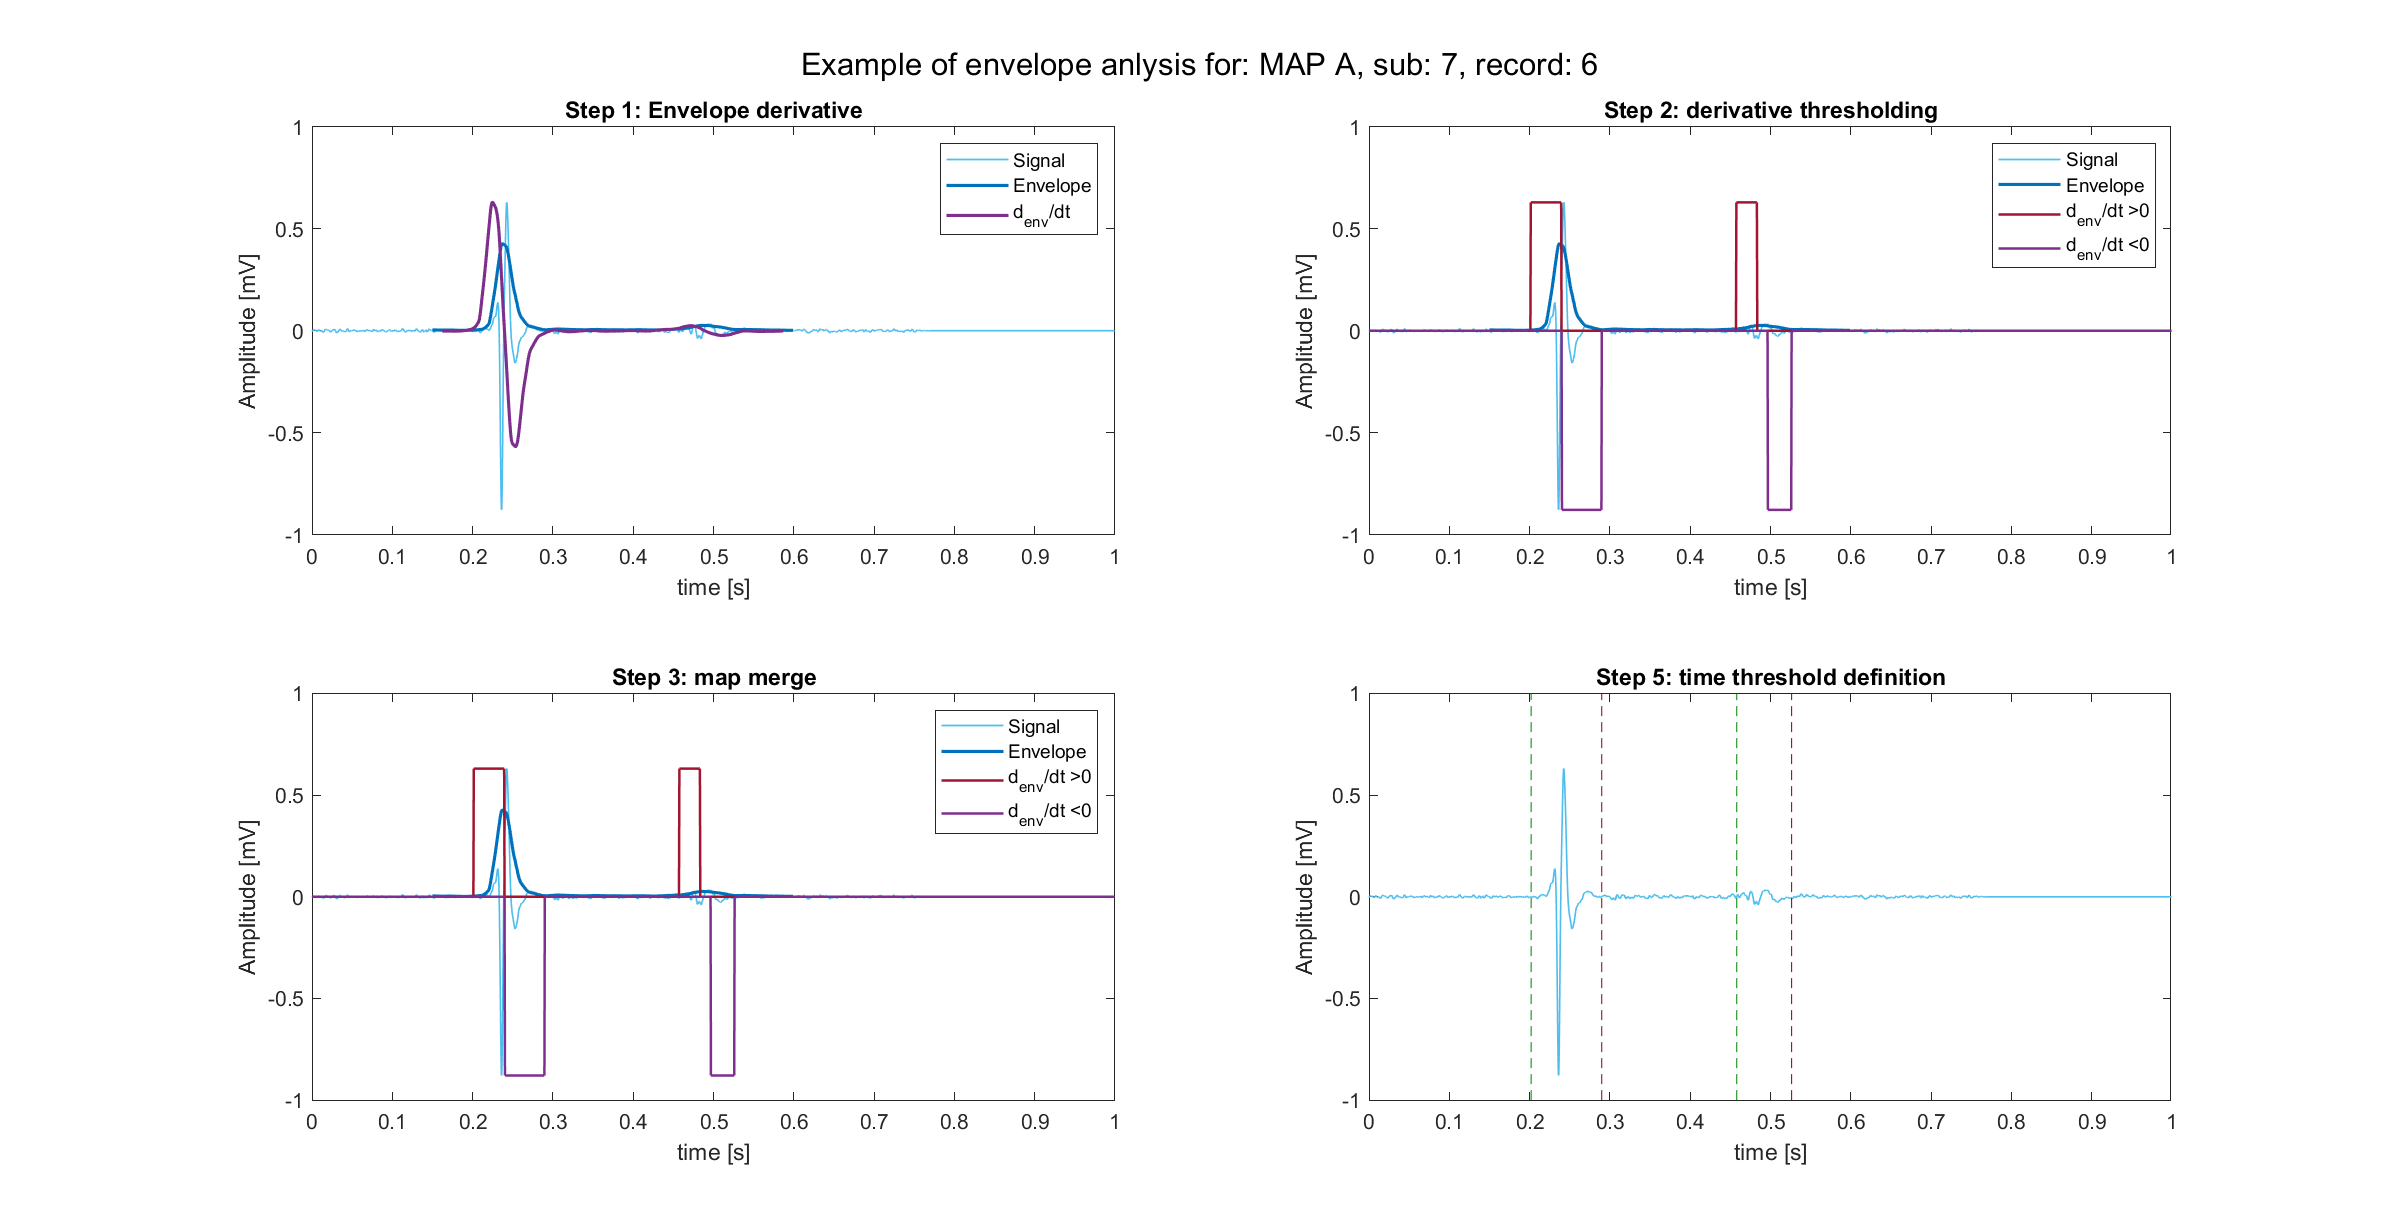 Example of envelope anlysis for: MAP A, sub: 7, record: 6
Step 1: Envelope derivative
1
0.5
0
-0.5
-1
Amplitude [mV]
0 0.1 0.2 0.3 0.4 0.5 0.6 0.7 0.8 0.9 1
time [s]
Signal
Envelope
d_env/dt
Step 2: derivative thresholding
1
0.5
0
-0.5
-1
Amplitude [mV]
0 0.1 0.2 0.3 0.4 0.5 0.6 0.7 0.8 0.9 1
time [s]
Signal
Envelope
d_env/dt >0
d_env/dt <0
Step 3: map merge
1
0.5
0
-0.5
-1
Amplitude [mV]
0 0.1 0.2 0.3 0.4 0.5 0.6 0.7 0.8 0.9 1
time [s]
Signal
Envelope
d_env/dt >0
d_env/dt <0
Step 5: time threshold definition
1
0.5
0
-0.5
-1
Amplitude [mV]
0 0.1 0.2 0.3 0.4 0.5 0.6 0.7 0.8 0.9 1
time [s]